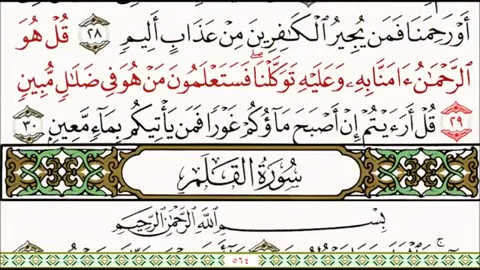 أَوۡ رَحِمَنَا فَمَن يُجِيرُ ٱلۡكَٰفِرِينَ مِنۡ عَذَابٍ أَلِيمٖ ٢٨ قُلۡ هُوَ
ٱلرَّحۡمَٰنُ ءَامَنَّا بِهِۦ وَعَلَيۡهِ تَوَكَّلۡنَاۖ فَسَتَعۡلَمُونَ مَنۡ هُوَ فِي ضَلَٰلٖ مُّبِينٖ
٢٩ قُلۡ أَرَءَيۡتُمۡ إِنۡ أَصۡبَحَ مَآؤُكُمۡ غَوۡرٗا فَمَن يَأۡتِيكُم بِمَآءٖ مَّعِينِۭ ٣٠
سُورَةُ ٱلۡقَلَمِ
بِسۡمِ ٱللَّهِ ٱلرَّحۡمَٰنِ ٱلرَّحِيمِ
٥٦٤